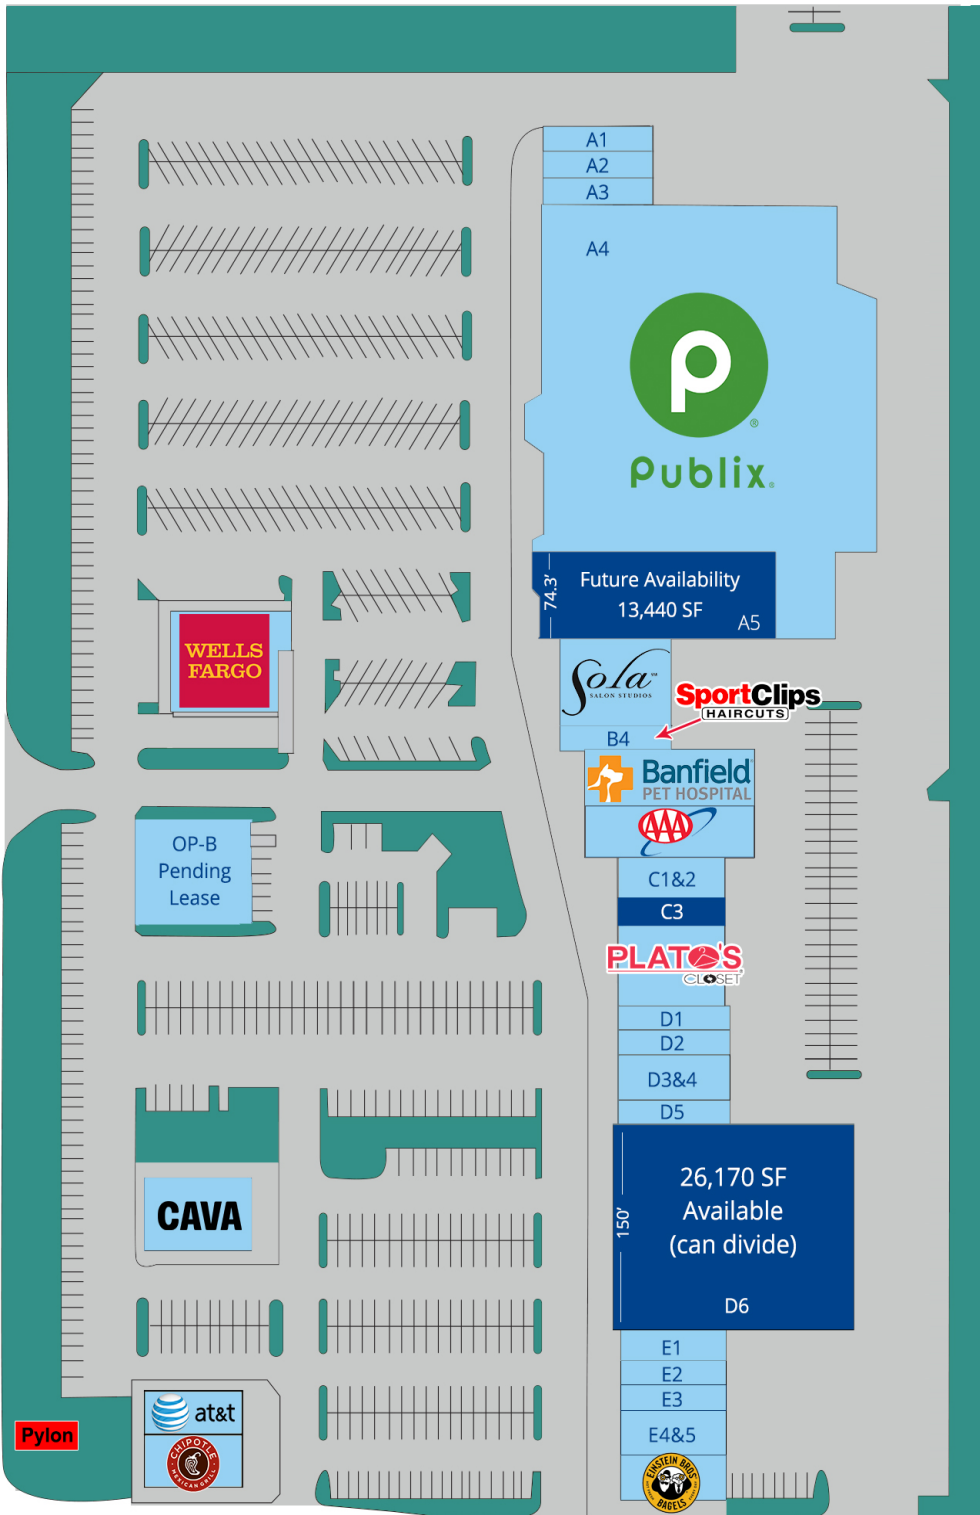 A1
A2
A3
A4
Publix®
74.3'
Future Availability
13,440 SF
A5
WELLS
FARGO
Sola
SALON STUDIOS
SportClips
HAIRCUTS
B4
Banfield
PET HOSPITAL
AAA
OP-B
Pending
Lease
C1&2
C3
PLATO'S
CLOSET
D1
D2
D3&4
D5
150'
26,170 SF
Available
(can divide)
D6
CAVA
E1
E2
E3
E4&5
at&t
CHIPOTLE
MEXICAN GRILL
Pylon
EINSTEIN BROS
BAGELS